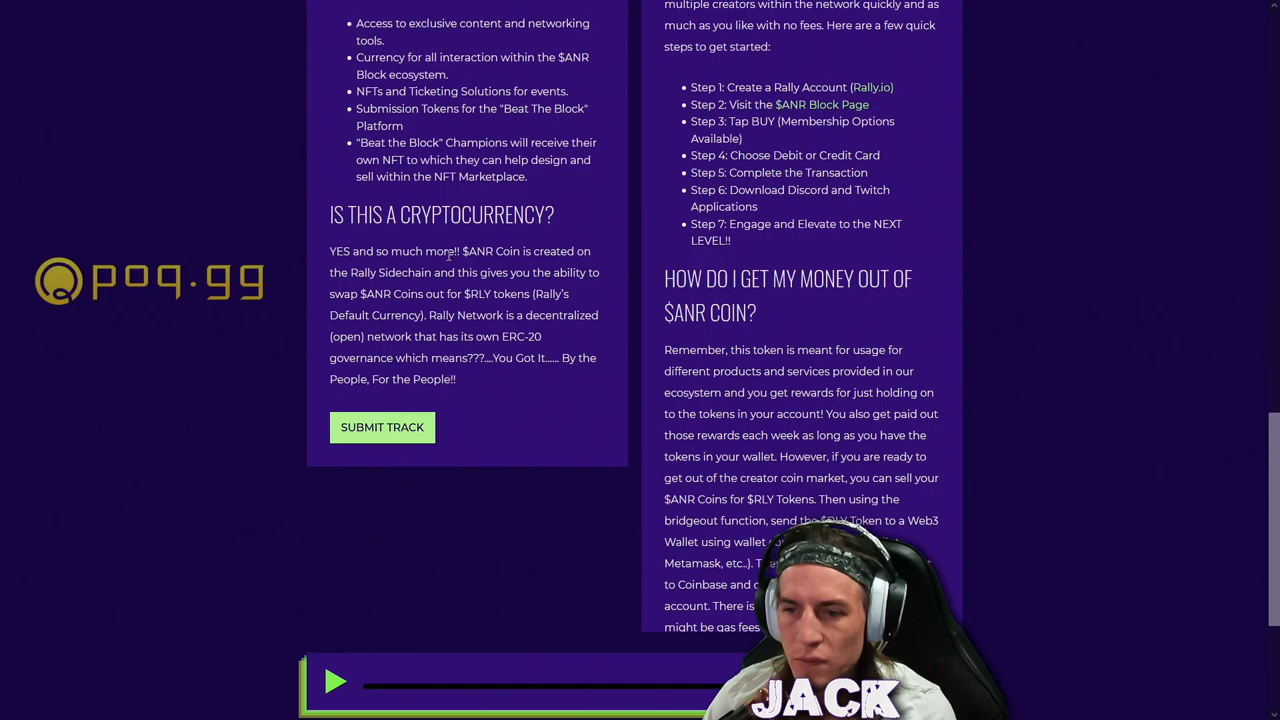 Access to exclusive content and networking
tools.
Currency for all interaction within the $ANR
Block ecosystem.
NFTs and Ticketing Solutions for events.
Submission Tokens for the "Beat The Block"
Platform
"Beat the Block" Champions will receive their
own NFT to which they can help design and
sell within the NFT Marketplace.
IS THIS A CRYPTOCURRENCY?
YES and so much more!! $ANR Coin is created on
the Rally Sidechain and this gives you the ability to
swap $ANR Coins out for $RLY tokens (Rally's
Default Currency). Rally Network is a decentralized
(open) network that has its own ERC-20
governance which means???....You Got It...... By the
People, For the People!!
SUBMIT TRACK
multiple creators within the network quickly and as
much as you like with no fees. Here are a few quick
steps to get started:
Step 1: Create a Rally Account (Rally.io)
Step 2: Visit the $ANR Block Page
Step 3: Tap BUY (Membership Options
Available)
Step 4: Choose Debit or Credit Card
Step 5: Complete the Transaction
Step 6: Download Discord and Twitch
Applications
Step 7: Engage and Elevate to the NEXT
LEVEL!!
HOW DO I GET MY MONEY OUT OF
$ANR COIN?
Remember, this token is meant for usage for
different products and services provided in our
ecosystem and you get rewards for just holding on
to the tokens in your account! You also get paid out
those rewards each week as long as you have the
tokens in your wallet. However, if you are ready to
get out of the creator coin market, you can sell your
$ANR Coins for $RLY Tokens. Then using the
bridgeout function, send the $RLY Token to a Web3
Wallet using wallet
Metamask, etc..).
to Coinbase and
account. There is
might be gas fees
poq.gg
JACK